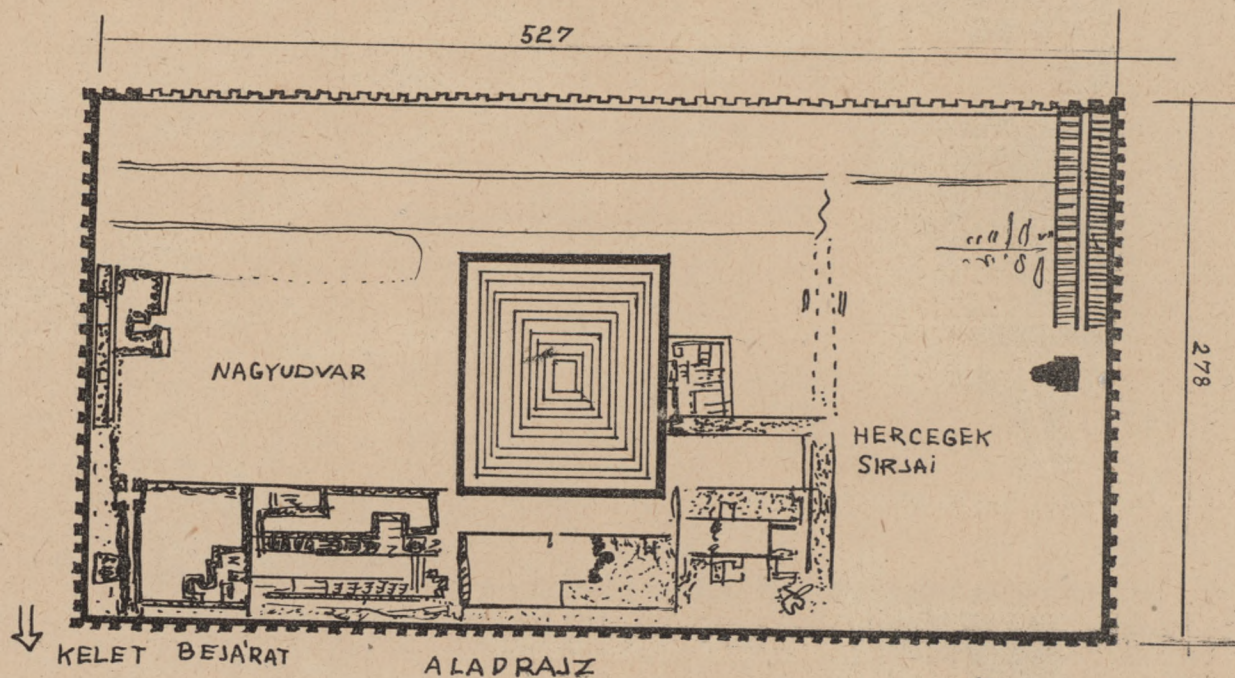 527
278
NAGYUDVAR
HERCEGEK
SIRJAI
KELET BEJÁRAT
ALADRAJZ